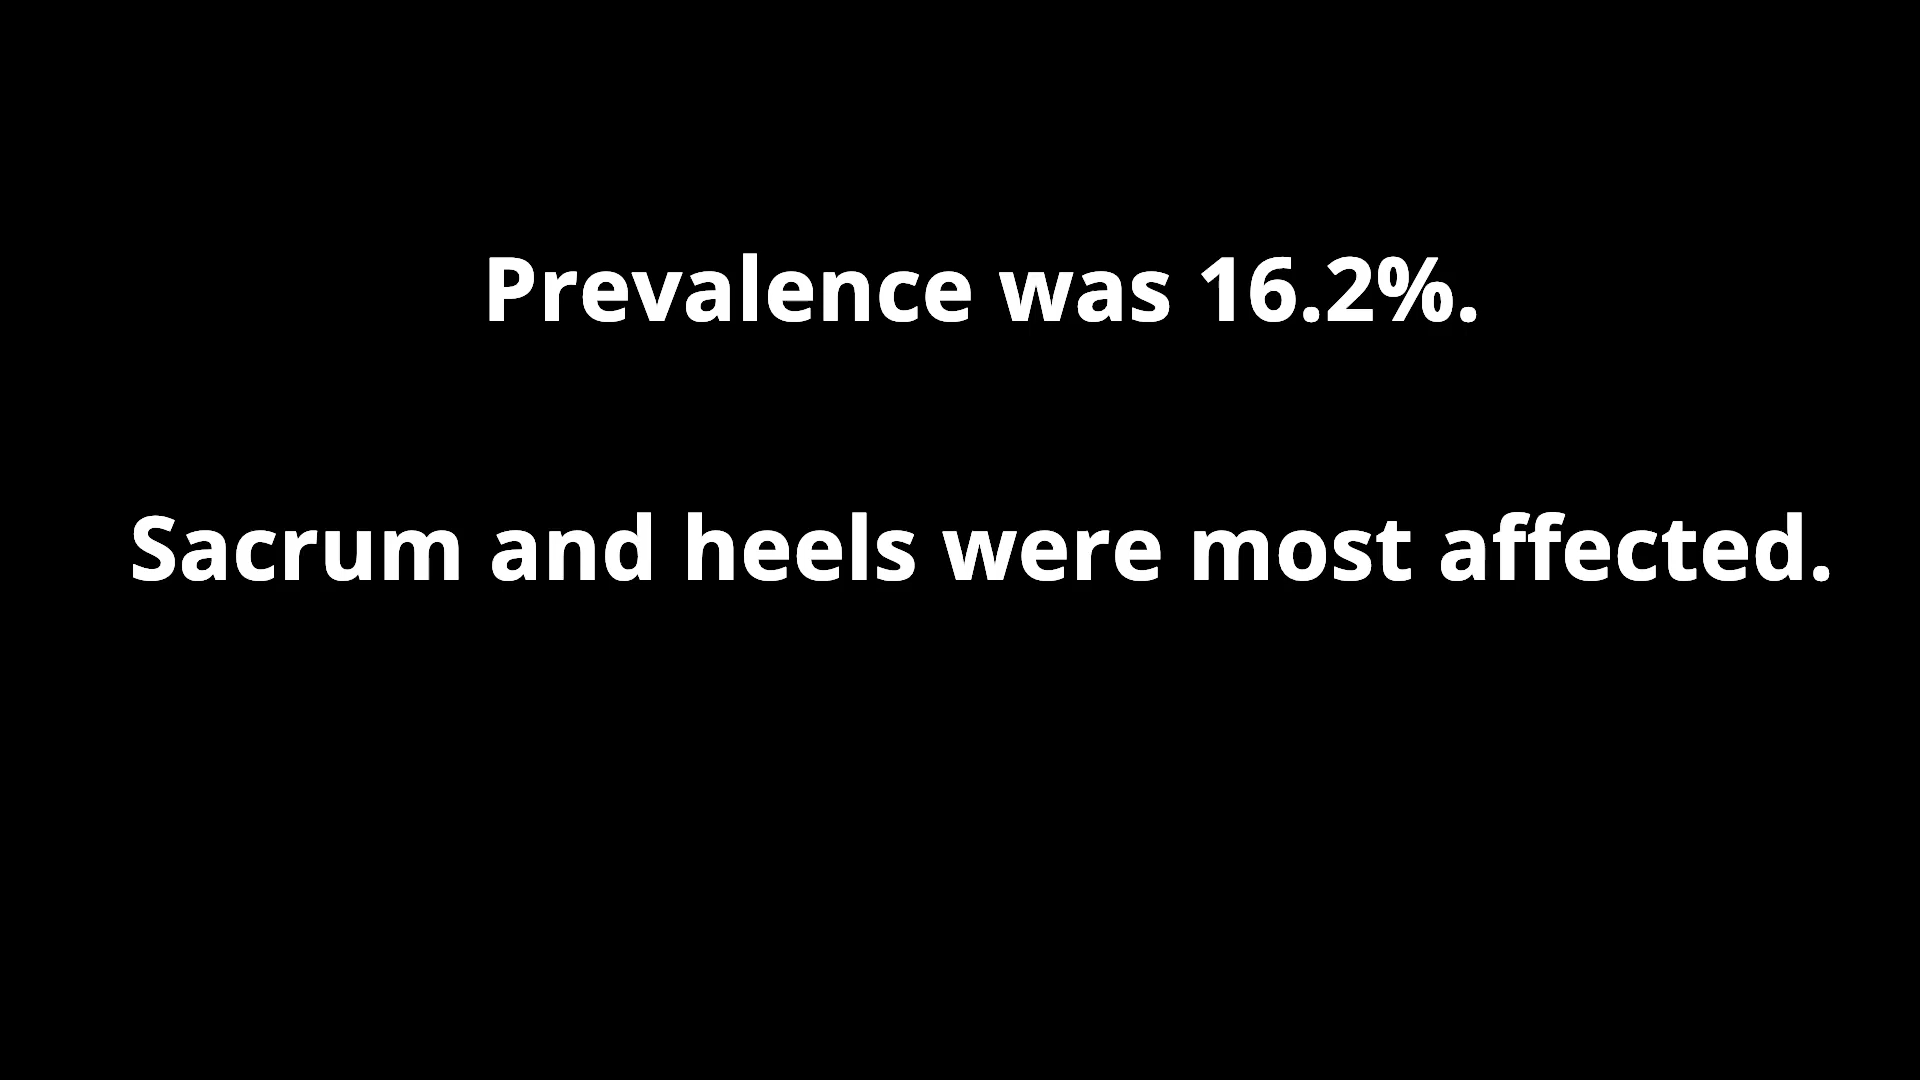 Prevalence was 16.2%.
Sacrum and heels were most affected.